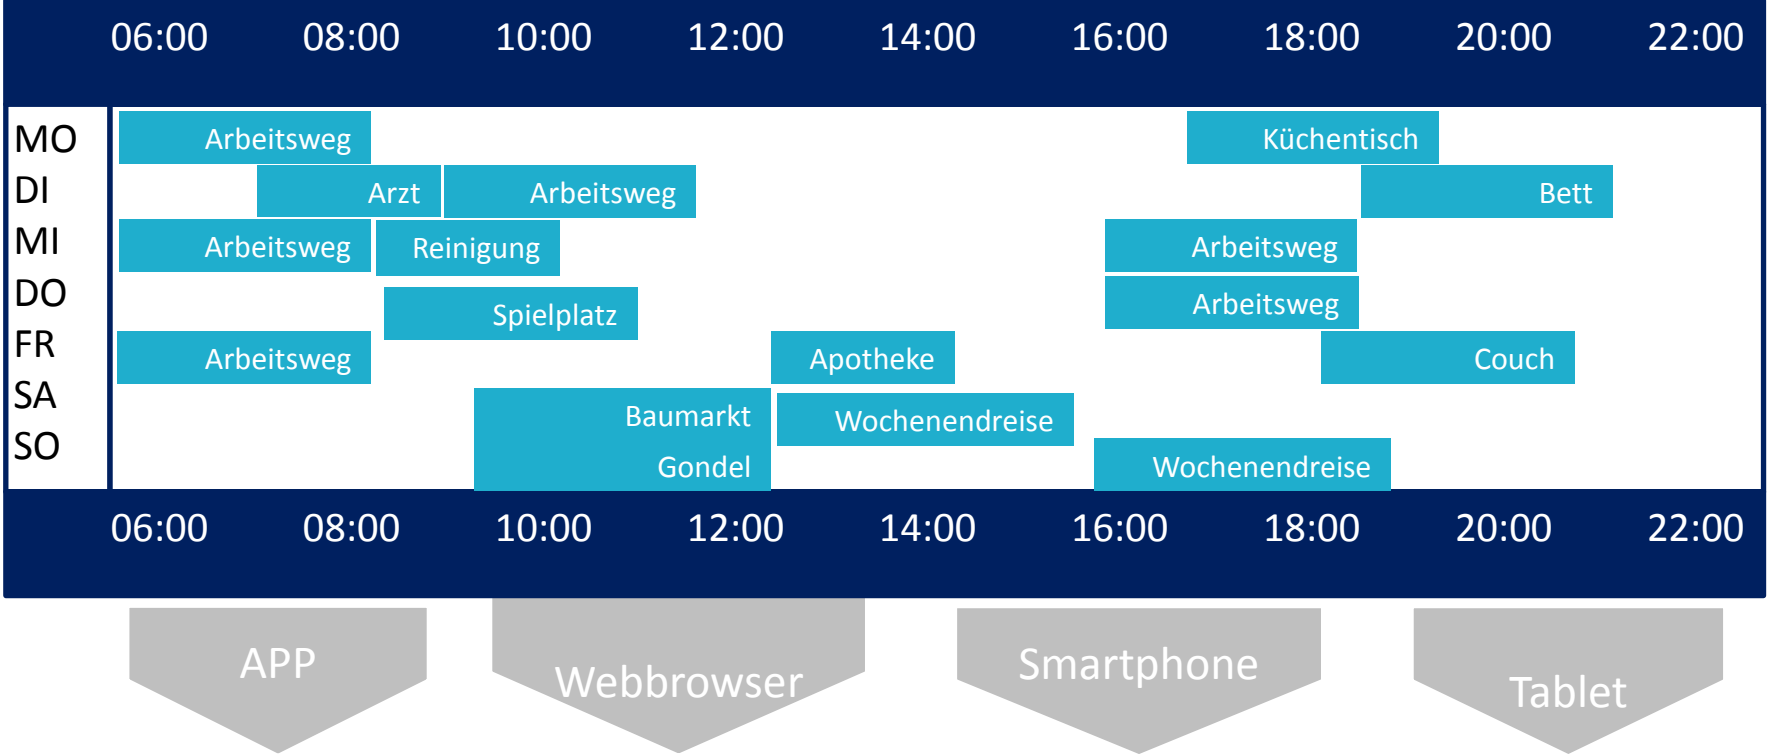 06:00 08:00 10:00 12:00 14:00 16:00 18:00 20:00 22:00
MO Arbeitsweg Küchentisch
DI Arzt Arbeitsweg Bett
MI Arbeitsweg Reinigung Arbeitsweg
DO Spielplatz Arbeitsweg
FR Arbeitsweg Apotheke Couch
SA Baumarkt Wochenendreise
SO Gondel Wochenendreise
06:00 08:00 10:00 12:00 14:00 16:00 18:00 20:00 22:00
APP Webbrowser Smartphone Tablet